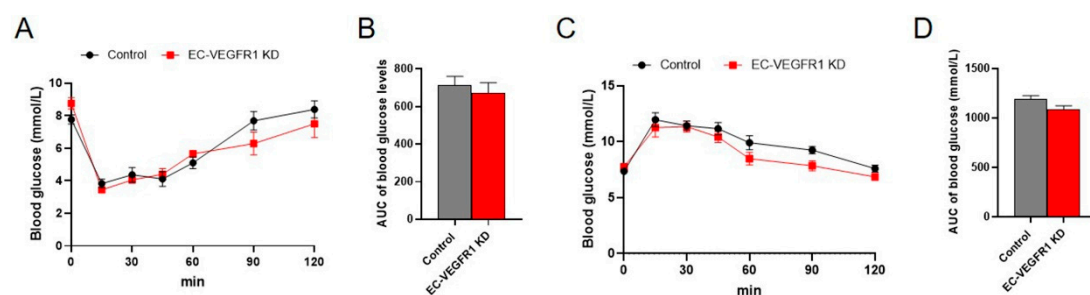 A
Control
EC-VEGFR1 KD
Blood glucose (mmol/L)
10
8
6
4
2
0
0 30 60 90 120
min
B
AUC of blood glucose levels
800
600
400
200
0
Control
EC-VEGFR1 KD
C
Control
EC-VEGFR1 KD
Blood glucose (mmol/L)
15
10
5
0
0 30 60 90 120
min
D
AUC of blood glucose (mmol/L)
1500
1000
500
0
Control
EC-VEGFR1 KD